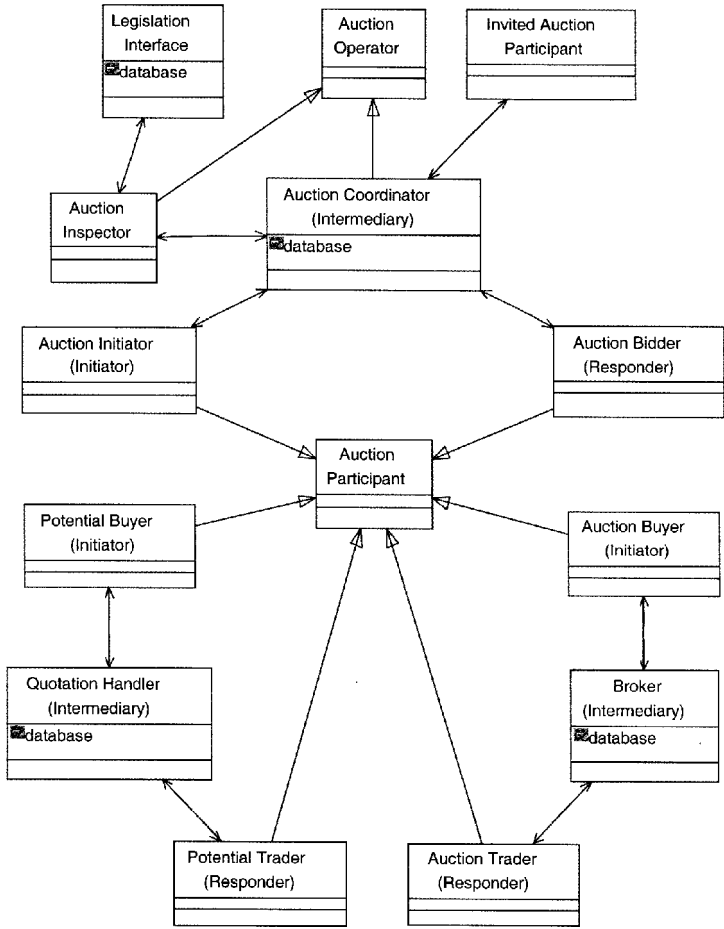 Legislation
Interface
database
Auction
Operator
Invited Auction
Participant
Auction
Inspector
Auction Coordinator
(Intermediary)
database
Auction Initiator
(Initiator)
Auction Bidder
(Responder)
Auction
Participant
Potential Buyer
(Initiator)
Auction Buyer
(Initiator)
Quotation Handler
(Intermediary)
database
Broker
(Intermediary)
database
Potential Trader
(Responder)
Auction Trader
(Responder)